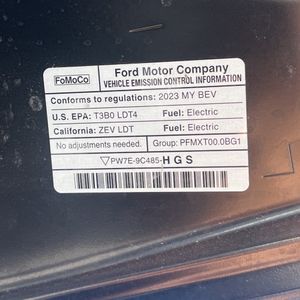 FoMoCo
Ford Motor Company
VEHICLE EMISSION CONTROL INFORMATION
Conforms to regulations: 2023 MY BEV
U.S. EPA: T3B0 LDT4 Fuel: Electric
California: ZEV LDT Fuel: Electric
No adjustments needed. Group: PFMXT00.0BG1
PW7E-9C485-HGS